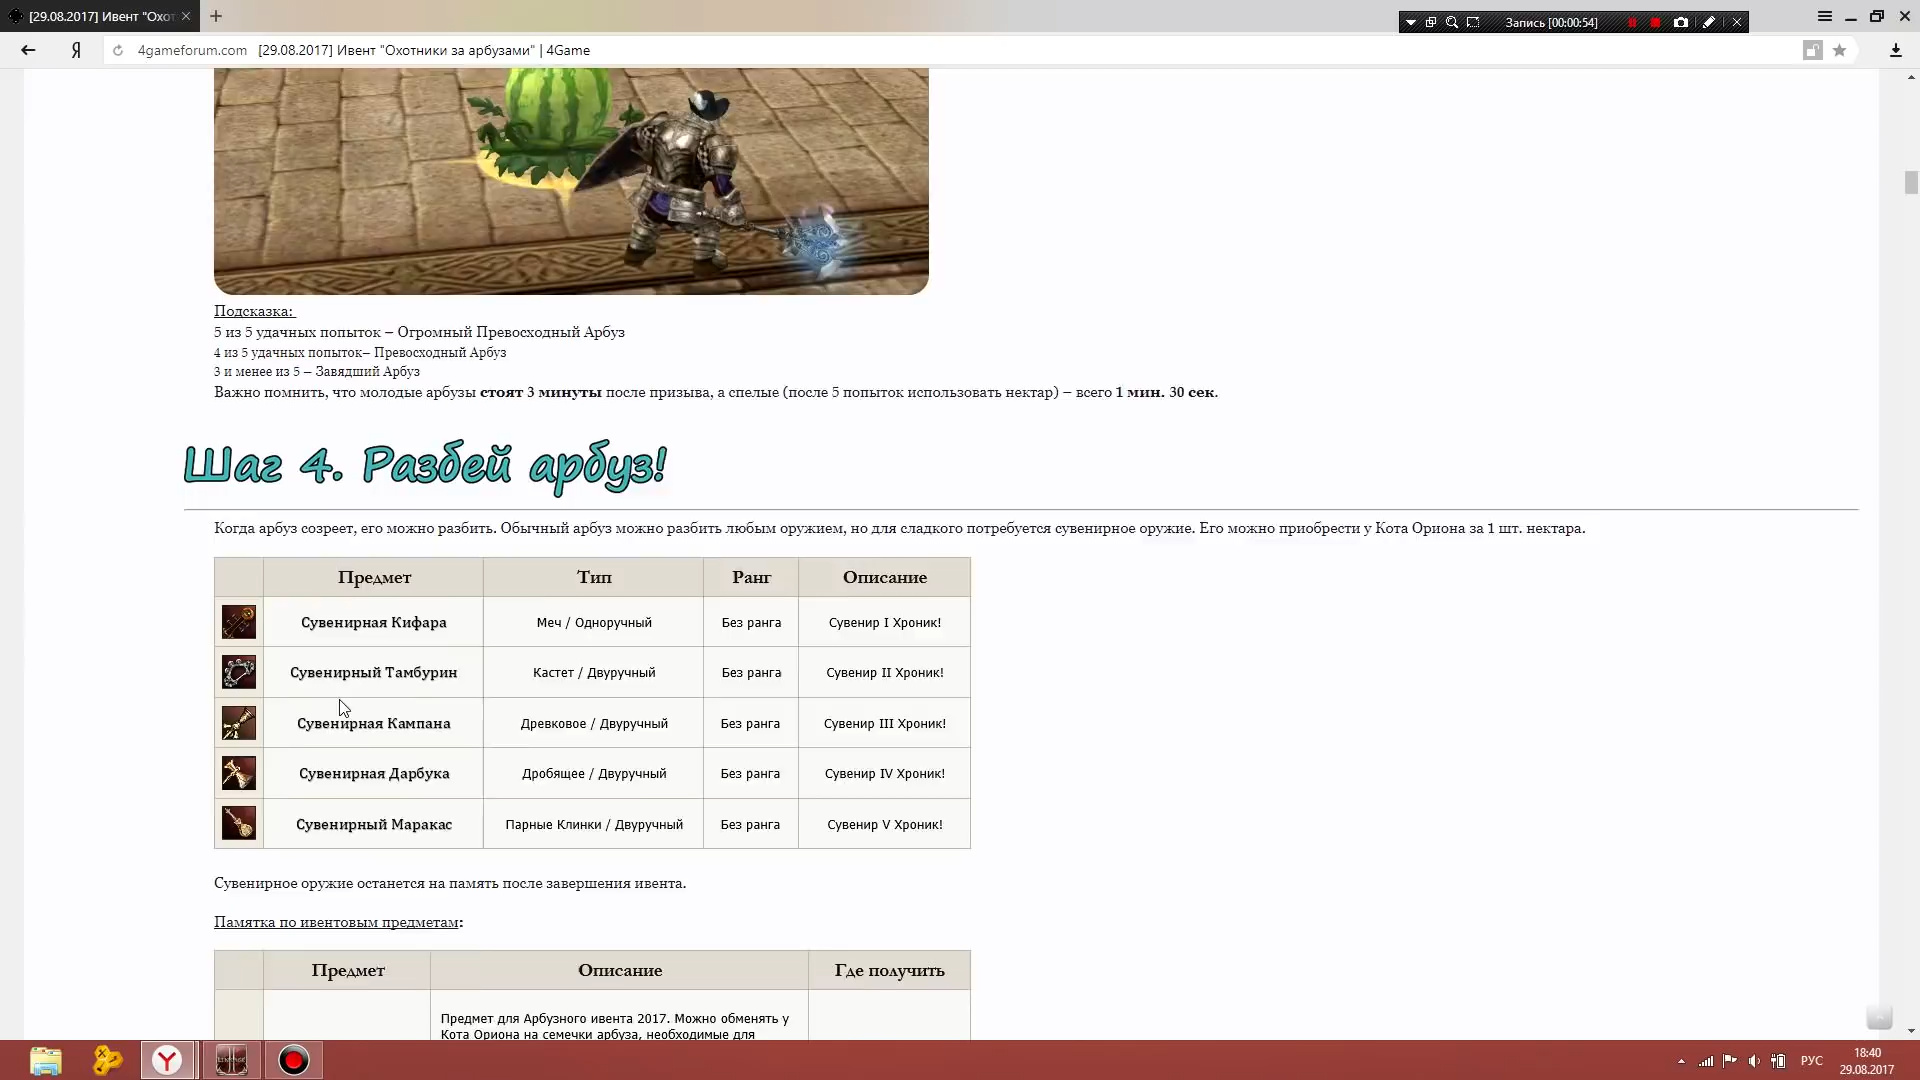 [29.08.2017] Ивент "Охот
Запись [00:00:54]
Я
4gameforum.com [29.08.2017] Ивент "Охотники за арбузами" | 4Game
Подсказка:
5 из 5 удачных попыток – Огромный Превосходный Арбуз
4 из 5 удачных попыток– Превосходный Арбуз
3 и менее из 5 – Завядший Арбуз
Важно помнить, что молодые арбузы стоят 3 минуты после призыва, а спелые (после 5 попыток использовать нектар) – всего 1 мин. 30 сек.
Шаг 4. Разбей арбуз!
Когда арбуз созреет, его можно разбить. Обычный арбуз можно разбить любым оружием, но для сладкого потребуется сувенирное оружие. Его можно приобрести у Кота Ориона за 1 шт. нектара.
Предмет Тип Ранг Описание
Сувенирная Кифара Меч / Одноручный Без ранга Сувенир I Хроник!
Сувенирный Тамбурин Кастет / Двуручный Без ранга Сувенир II Хроник!
Сувенирная Кампана Древковое / Двуручный Без ранга Сувенир III Хроник!
Сувенирная Дарбука Дробящее / Двуручный Без ранга Сувенир IV Хроник!
Сувенирный Маракас Парные Клинки / Двуручный Без ранга Сувенир V Хроник!
Сувенирное оружие останется на память после завершения ивента.
Памятка по ивентовым предметам:
Предмет Описание Где получить
Предмет для Арбузного ивента 2017. Можно обменять у
Кота Ориона на семечки арбуза, необходимые для
РУС
18:40
29.08.2017